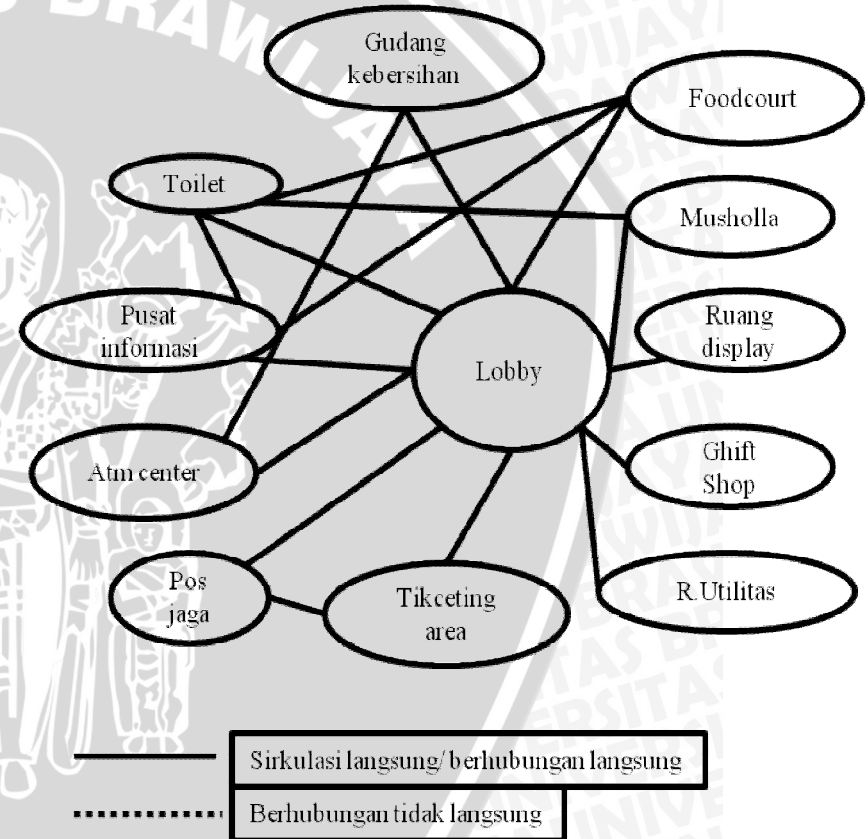 BRAWIJAYA
Gudang
kebersihan
Foodcourt
Toilet
Musholla
Pusat
informasi
Ruang
display
Lobby
Atm center
Ghift
Shop
Pos
jaga
Tikceting
area
R.Utilitas
Sirkulasi langsung/ berhubungan langsung
Berhubungan tidak langsung